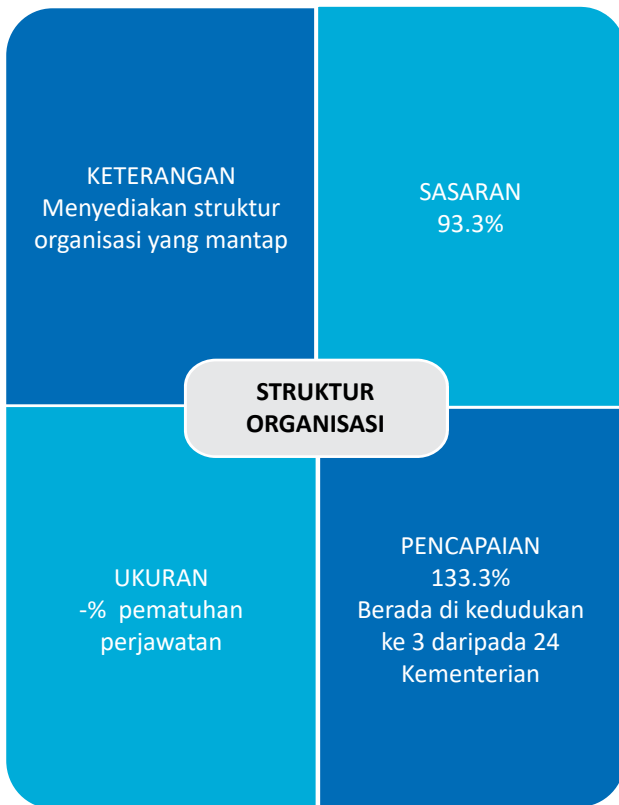 KETERANGAN
Menyediakan struktur
organisasi yang mantap
SASARAN
93.3%
STRUKTUR
ORGANISASI
UKURAN
-% pematuhan
perjawatan
PENCAPAIAN
133.3%
Berada di kedudukan
ke 3 daripada 24
Kementerian